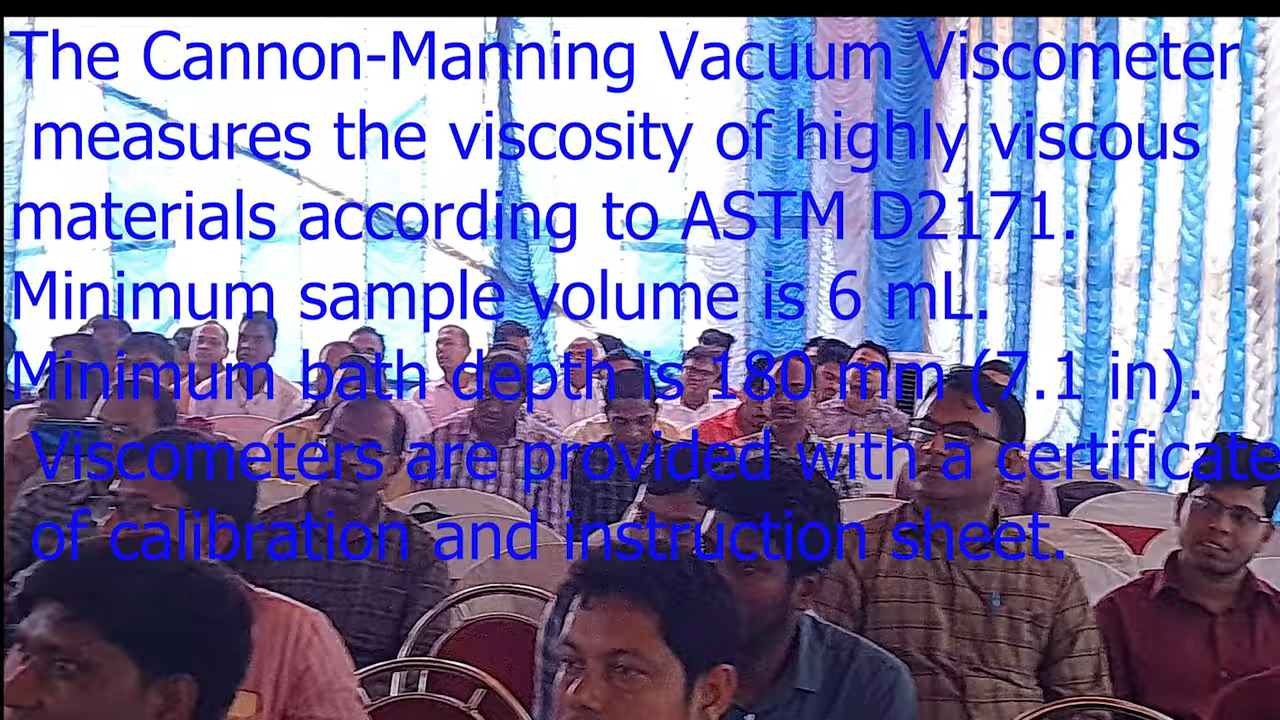 The Cannon-Manning Vacuum Viscometer
measures the viscosity of highly viscous
materials according to ASTM D2171.
Minimum sample volume is 6 mL.
Minimum bath depth is 180 mm (7.1 in).
Viscometers are provided with a certificate
of calibration and instruction sheet.